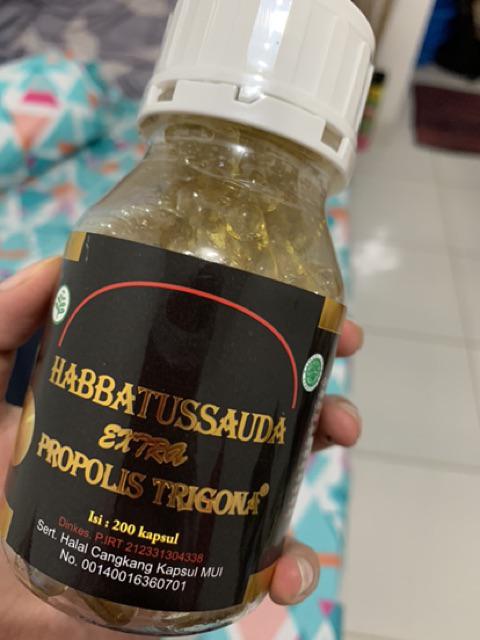 HABBATUSSAUDA
EXTRA
PROPOLIS TRIGONA®
Isi : 200 kapsul
Dinkes. P.IRT 212331304338
Sert. Halal Cangkang Kapsul MUI
No. 00140016360701